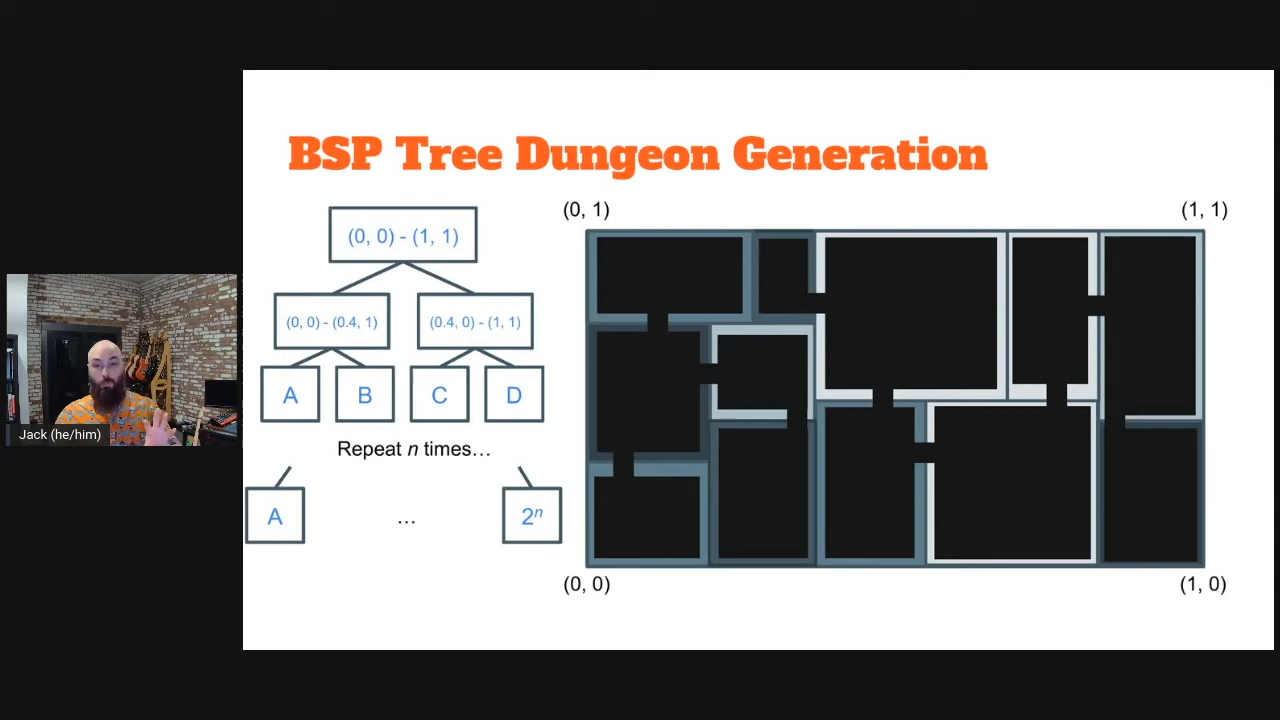 BSP Tree Dungeon Generation
(0, 0) - (1, 1)
(0, 0) - (0.4, 1)
(0.4, 0) - (1, 1)
A
B
C
D
Repeat n times…
A
…
2ⁿ
(0, 1)
(1, 1)
(0, 0)
(1, 0)
Jack (he/him)